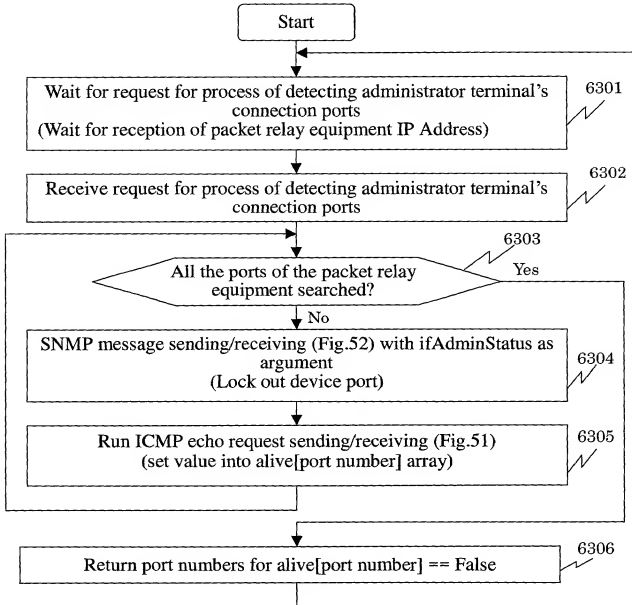 Start
Wait for request for process of detecting administrator terminal's
connection ports
(Wait for reception of packet relay equipment IP Address)
6301
Receive request for process of detecting administrator terminal's
connection ports
6302
6303
All the ports of the packet relay
equipment searched?
Yes
No
SNMP message sending/receiving (Fig.52) with ifAdminStatus as
argument
(Lock out device port)
6304
Run ICMP echo request sending/receiving (Fig.51)
(set value into alive[port number] array)
6305
Return port numbers for alive[port number] == False
6306